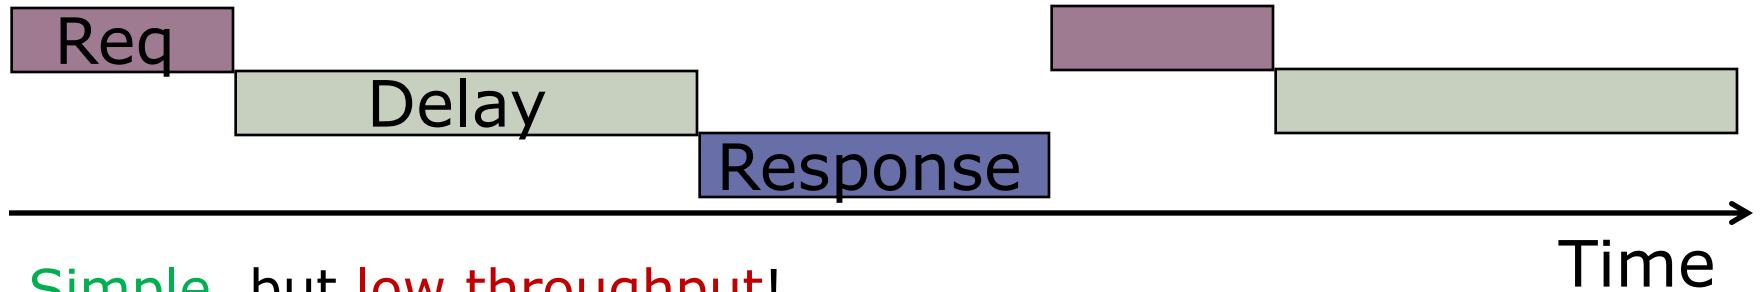 Req
Delay
Response
Time
Simple, but low throughput!